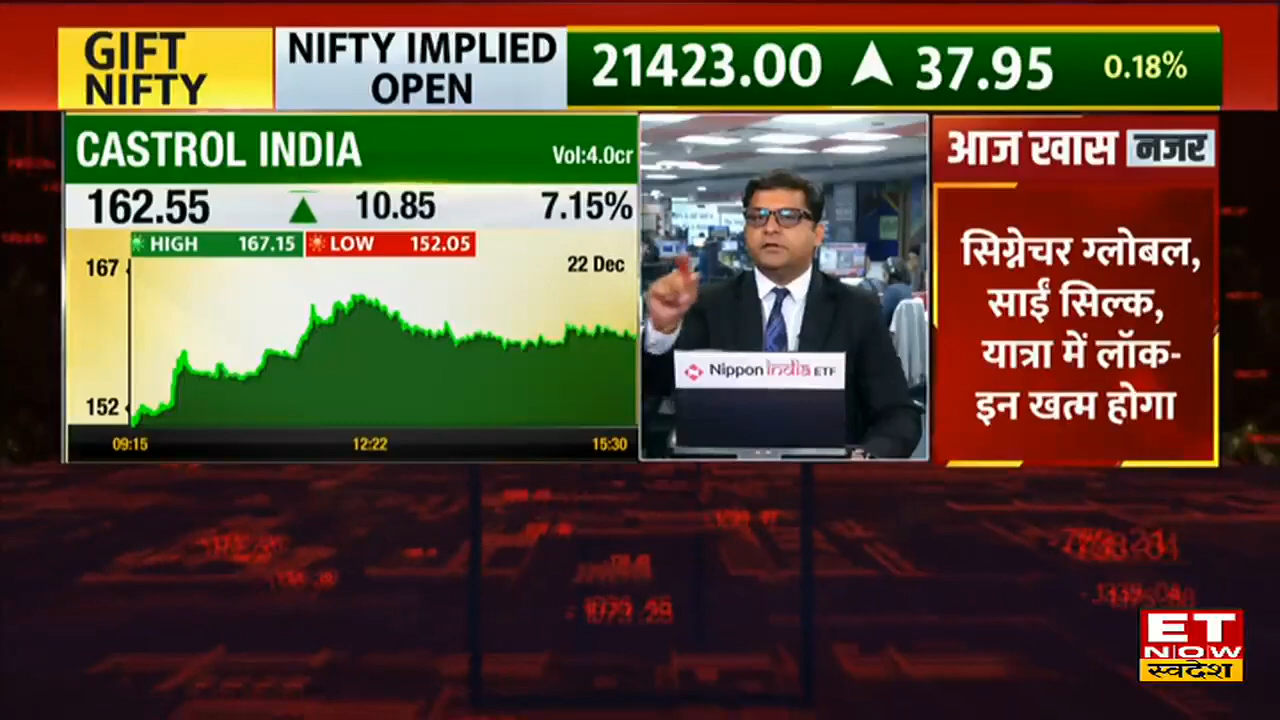 GIFT
NIFTY
NIFTY IMPLIED
OPEN
21423.00 37.95 0.18%
CASTROL INDIA Vol:4.0cr
162.55 10.85 7.15%
HIGH 167.15 LOW 152.05
22 Dec
167
152
09:15 12:22 15:30
Nippon India ETF
आज खास नजर
सिग्नेचर ग्लोबल,
साईं सिल्क,
यात्रा में लॉक-
इन खत्म होगा
ET
NOW
स्वदेश